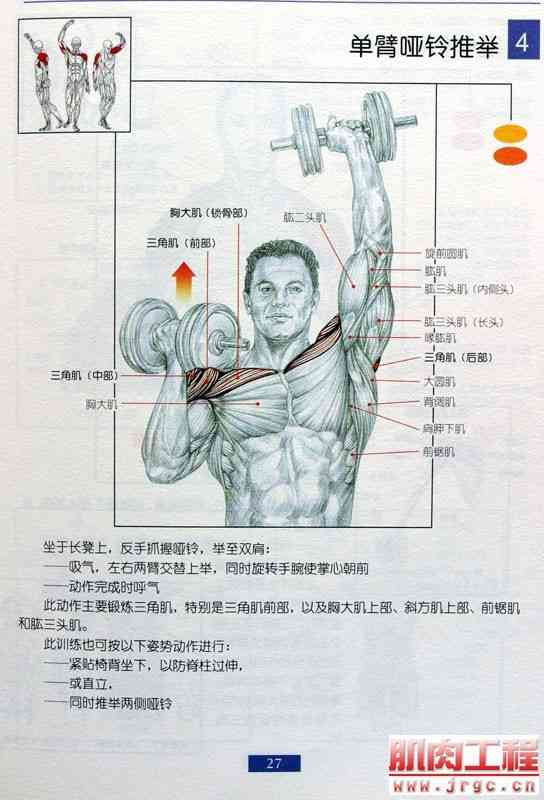 单臂哑铃推举 4
胸大肌(锁骨部)
肱二头肌
三角肌(前部)
旋前圆肌
肱肌
肱三头肌(内侧头)
肱三头肌(长头)
喙肱肌
三角肌(后部)
三角肌(中部)
大圆肌
胸大肌
背阔肌
肩胛下肌
前锯肌
坐于长凳上，反手抓握哑铃，举至双肩：
——吸气，左右两臂交替上举，同时旋转手腕使掌心朝前
——动作完成时呼气
此动作主要锻炼三角肌，特别是三角肌前部，以及胸大肌上部、斜方肌上部、前锯肌
和肱三头肌。
此训练也可按以下姿势动作进行：
——紧贴椅背坐下，以防脊柱过伸，
——或直立，
——同时推举两侧哑铃
27
肌肉工程
www.jrgc.cn